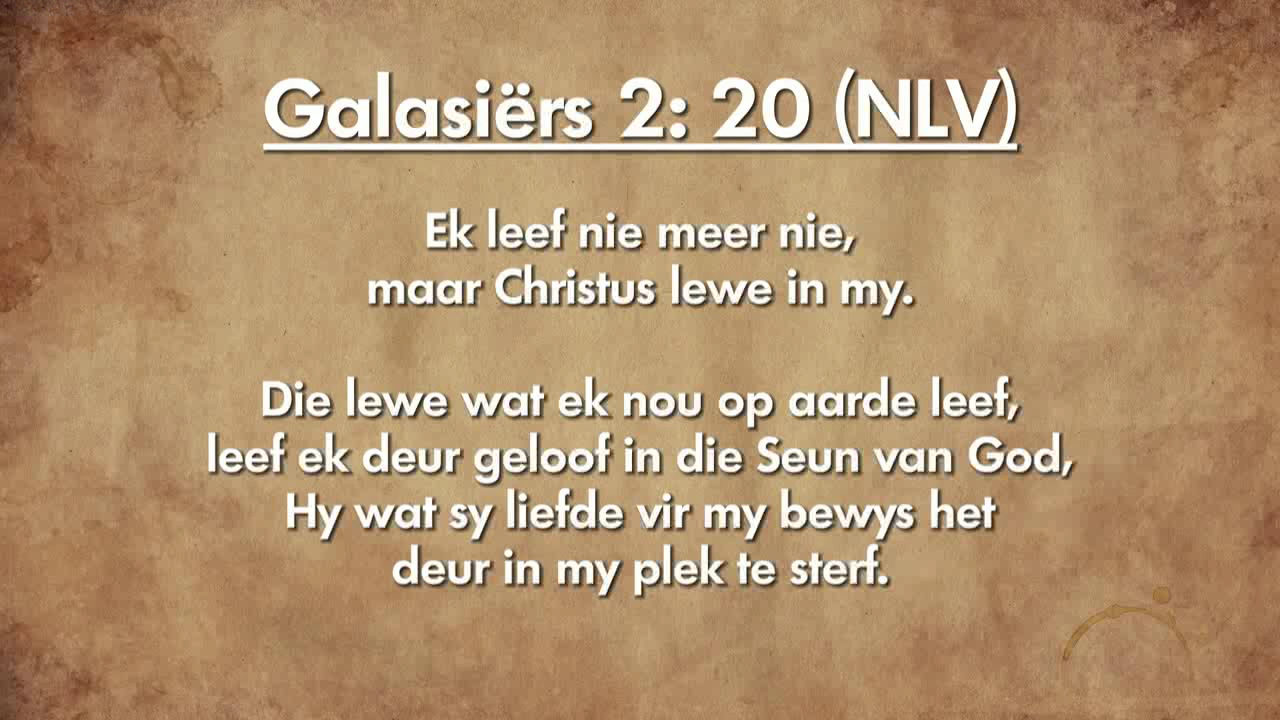 Galasiërs 2: 20 (NLV)
Ek leef nie meer nie,
maar Christus lewe in my.
Die lewe wat ek nou op aarde leef,
leef ek deur geloof in die Seun van God,
Hy wat sy liefde vir my bewys het
deur in my plek te sterf.